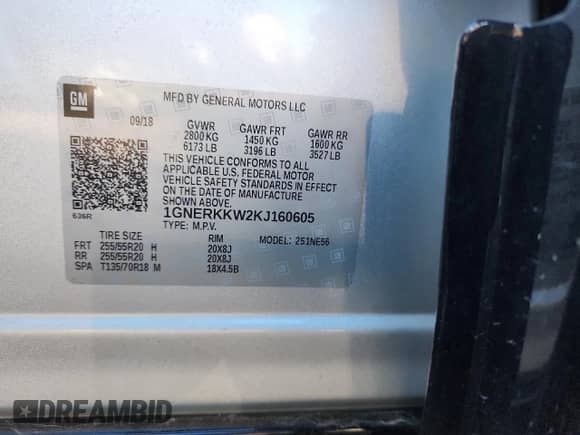 GM
MFD BY GENERAL MOTORS LLC
09/18 GVWR GAWR FRT GAWR RR
2800 KG 1450 KG 1600 KG
6173 LB 3196 LB 3527 LB
THIS VEHICLE CONFORMS TO ALL
APPLICABLE U.S. FEDERAL MOTOR
VEHICLE SAFETY STANDARDS IN EFFECT
ON THE DATE OF MANUFACTURE
SHOWN ABOVE.
636R 1GNERKKW2KJ160605
TYPE: M.P.V. MODEL: 251NE56
TIRE SIZE RIM
FRT 255/55R20 H 20X8J
RR 255/55R20 H 20X8J
SPA T135/70R18 M 18X4.5B
DREAMBID